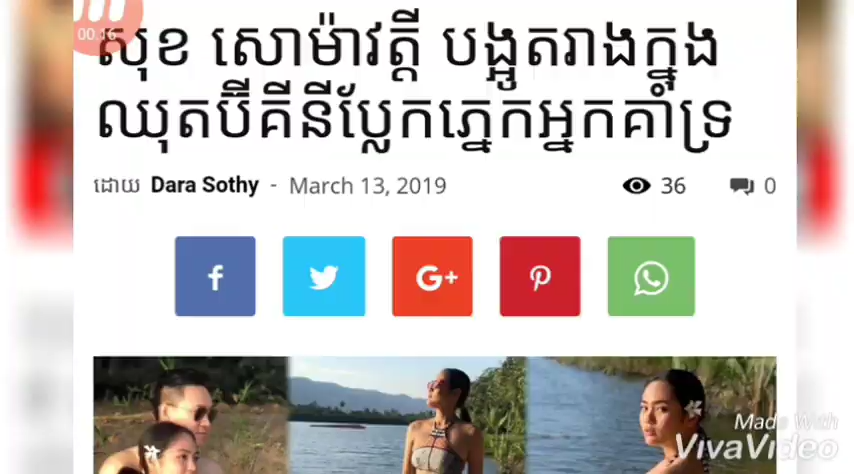 00.16
សុខ សោម៉ាវត្តី បង្អួតរាងក្នុង
ឈុតប៊ីគីនីប្លែកភ្នែកអ្នកគាំទ្រ
ដោយ Dara Sothy - March 13, 2019 36 0
f G+
Made With
VivaVideo